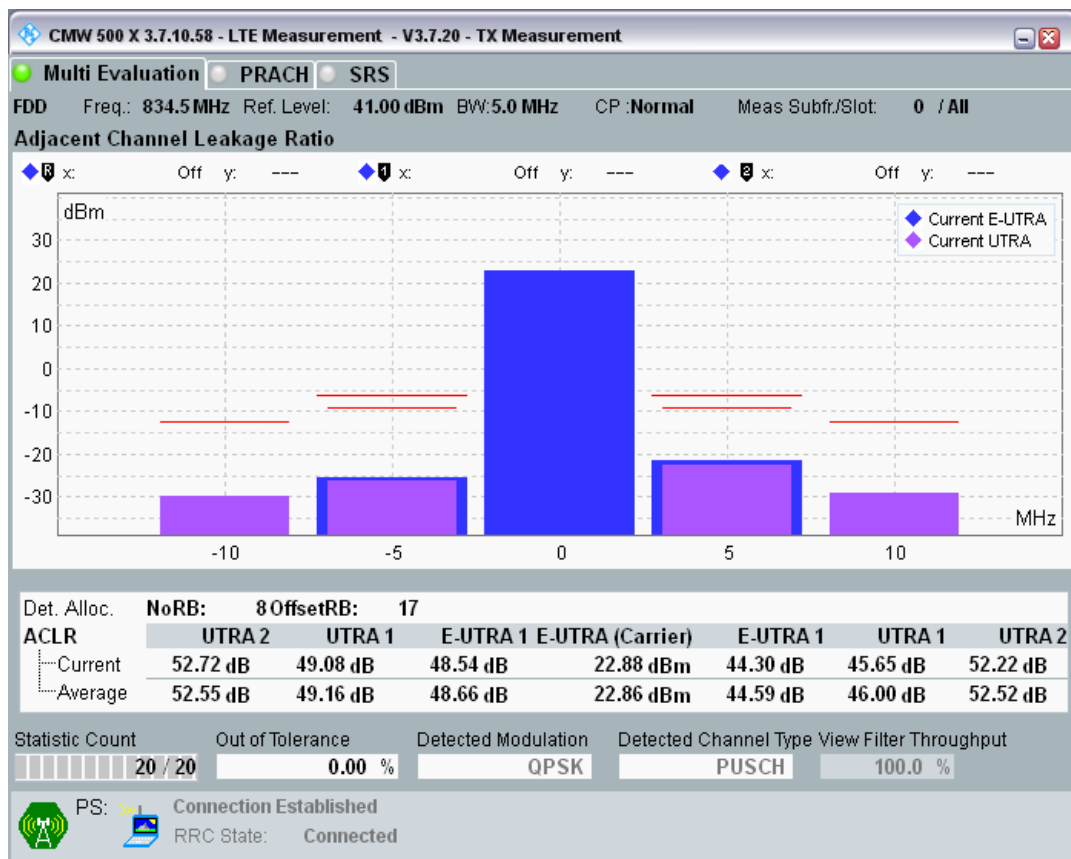 CMW 500 X 3.7.10.58 - LTE Measurement - V3.7.20 - TX Measurement
Multi Evaluation PRACH SRS
FDD Freq.: 834.5 MHz Ref. Level: 41.00 dBm BW:5.0 MHz CP :Normal Meas Subfr./Slot: 0 / All
Adjacent Channel Leakage Ratio
R x: Off y: --- 1 x: Off y: --- 2 x: Off y: ---
dBm
Current E-UTRA
Current UTRA
30
20
10
0
-10
-20
-30
MHz
-10 -5 0 5 10
Det. Alloc. NoRB: 8 OffsetRB: 17
ACLR UTRA 2 UTRA 1 E-UTRA 1 E-UTRA (Carrier) E-UTRA 1 UTRA 1 UTRA 2
Current 52.72 dB 49.08 dB 48.54 dB 22.88 dBm 44.30 dB 45.65 dB 52.22 dB
Average 52.55 dB 49.16 dB 48.66 dB 22.86 dBm 44.59 dB 46.00 dB 52.52 dB
Statistic Count Out of Tolerance Detected Modulation Detected Channel Type View Filter Throughput
20 / 20 0.00 % QPSK PUSCH 100.0 %
PS: Connection Established
RRC State: Connected